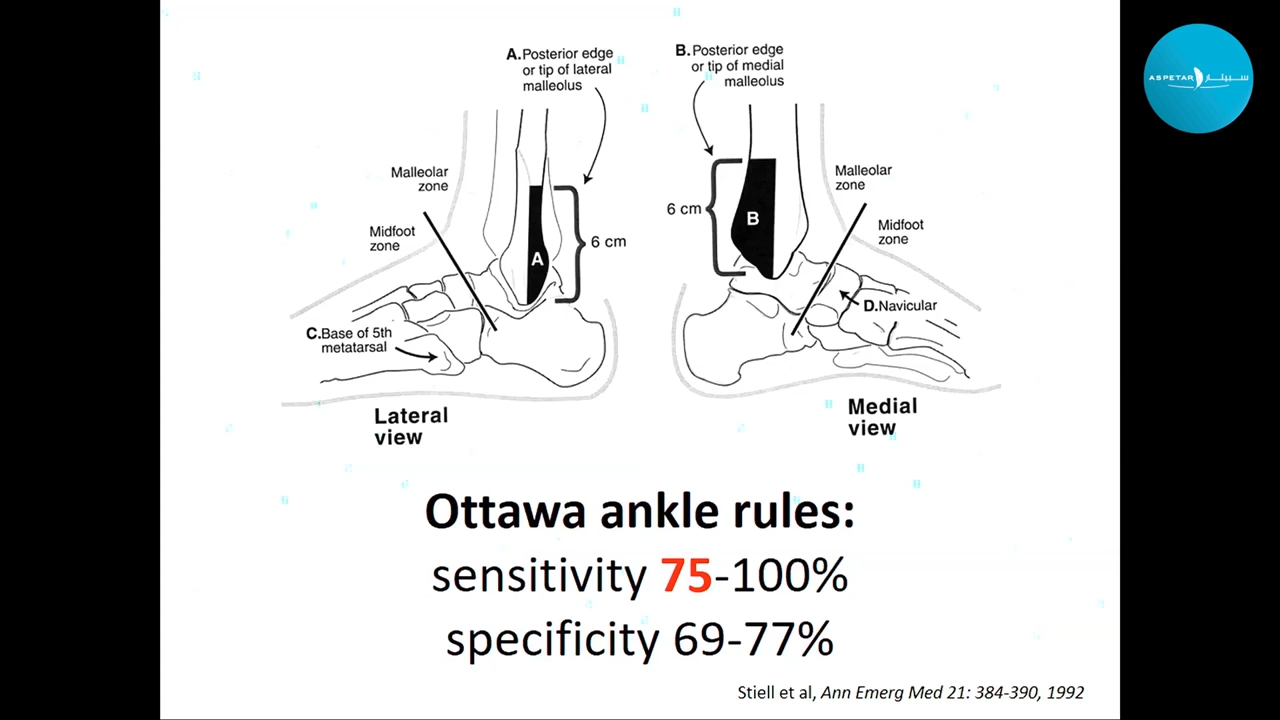 A. Posterior edge
or tip of lateral
malleolus
B. Posterior edge
or tip of medial
malleolus
ASPETAR سبيتار
Malleolar
zone
Midfoot
zone
A
6 cm
C. Base of 5th
metatarsal
Lateral
view
6 cm
B
Malleolar
zone
Midfoot
zone
D. Navicular
Medial
view
Ottawa ankle rules:
sensitivity 75-100%
specificity 69-77%
Stiell et al, Ann Emerg Med 21: 384-390, 1992